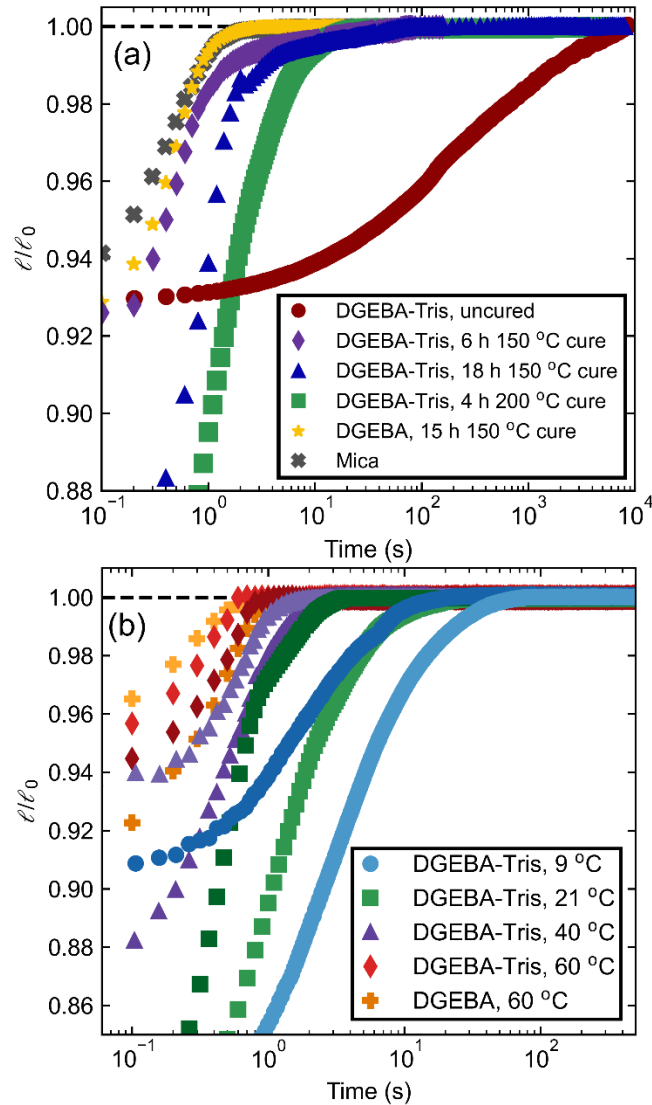 (a)
1.00
0.98
0.96
0.94
0.92
0.90
0.88
ℓ/ℓ₀
DGEBA-Tris, uncured
DGEBA-Tris, 6 h 150 °C cure
DGEBA-Tris, 18 h 150 °C cure
DGEBA-Tris, 4 h 200 °C cure
DGEBA, 15 h 150 °C cure
Mica
10⁻¹ 10⁰ 10¹ 10² 10³ 10⁴
Time (s)
(b)
1.00
0.98
0.96
0.94
0.92
0.90
0.88
0.86
ℓ/ℓ₀
DGEBA-Tris, 9 °C
DGEBA-Tris, 21 °C
DGEBA-Tris, 40 °C
DGEBA-Tris, 60 °C
DGEBA, 60 °C
10⁻¹ 10⁰ 10¹ 10²
Time (s)